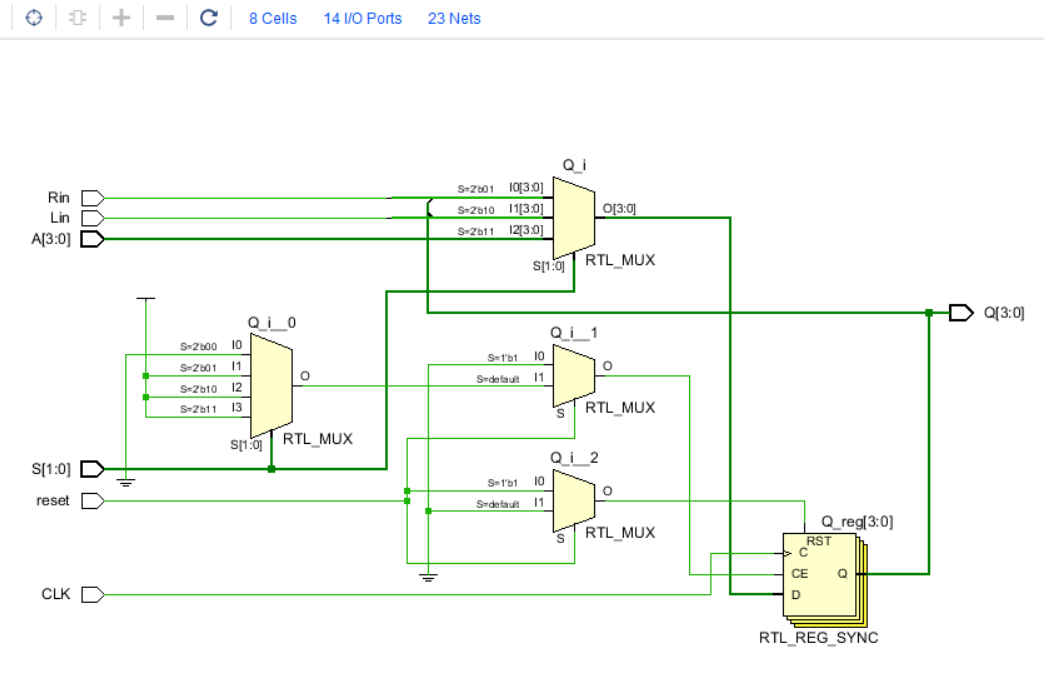 8 Cells 14 I/O Ports 23 Nets
Q_i
Rin S=2'b01 I0[3:0]
Lin S=2'b10 I1[3:0] O[3:0]
A[3:0] S=2'b11 I2[3:0]
S[1:0] RTL_MUX
Q[3:0]
Q_i__0
S=2'b00 I0
S=2'b01 I1
S=2'b10 I2 O
S=2'b11 I3
S[1:0] RTL_MUX
Q_i__1
S=1'b1 I0 O
S=default I1
S RTL_MUX
S[1:0]
Q_i__2
S=1'b1 I0 O
reset S=default I1
S RTL_MUX
Q_reg[3:0]
RST
C
CE Q
CLK D
RTL_REG_SYNC